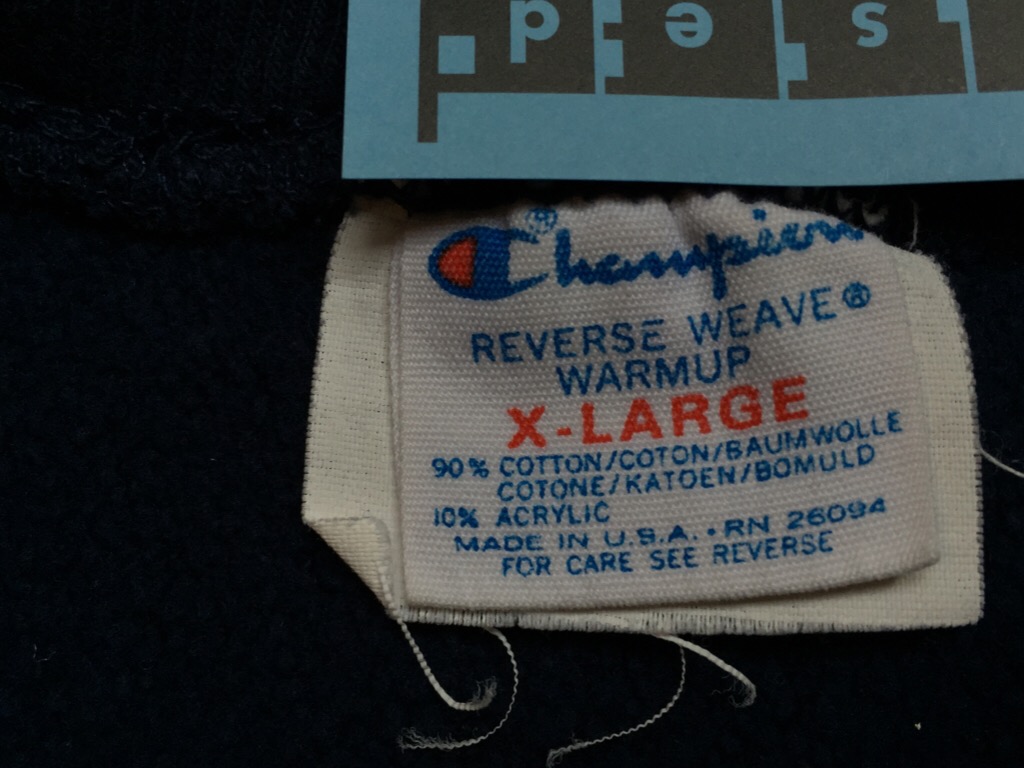 Champion®
REVERSE WEAVE®
WARMUP
X-LARGE
90% COTTON/COTON/BAUMWOLLE
COTONE/KATOEN/BOMULD
10% ACRYLIC
MADE IN U.S.A. • RN 26094
FOR CARE SEE REVERSE